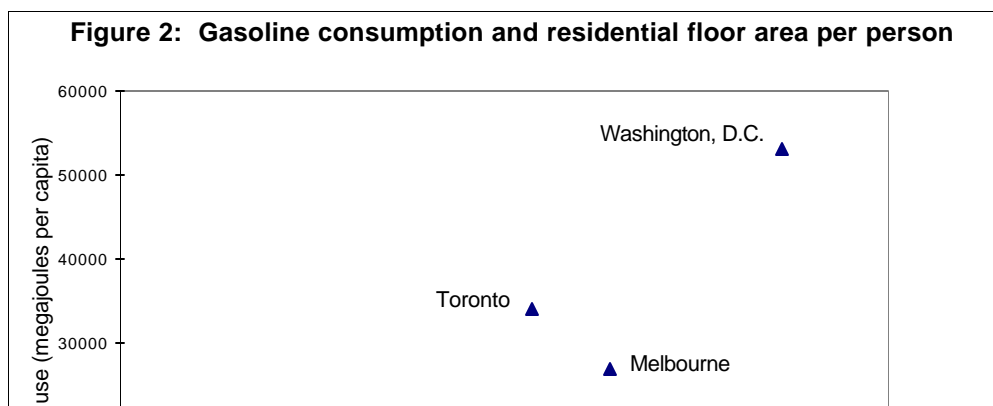 Figure 2:  Gasoline consumption and residential floor area per person
60000
Washington, D.C.
50000
40000
Toronto
30000
Melbourne
use (megajoules per capita)